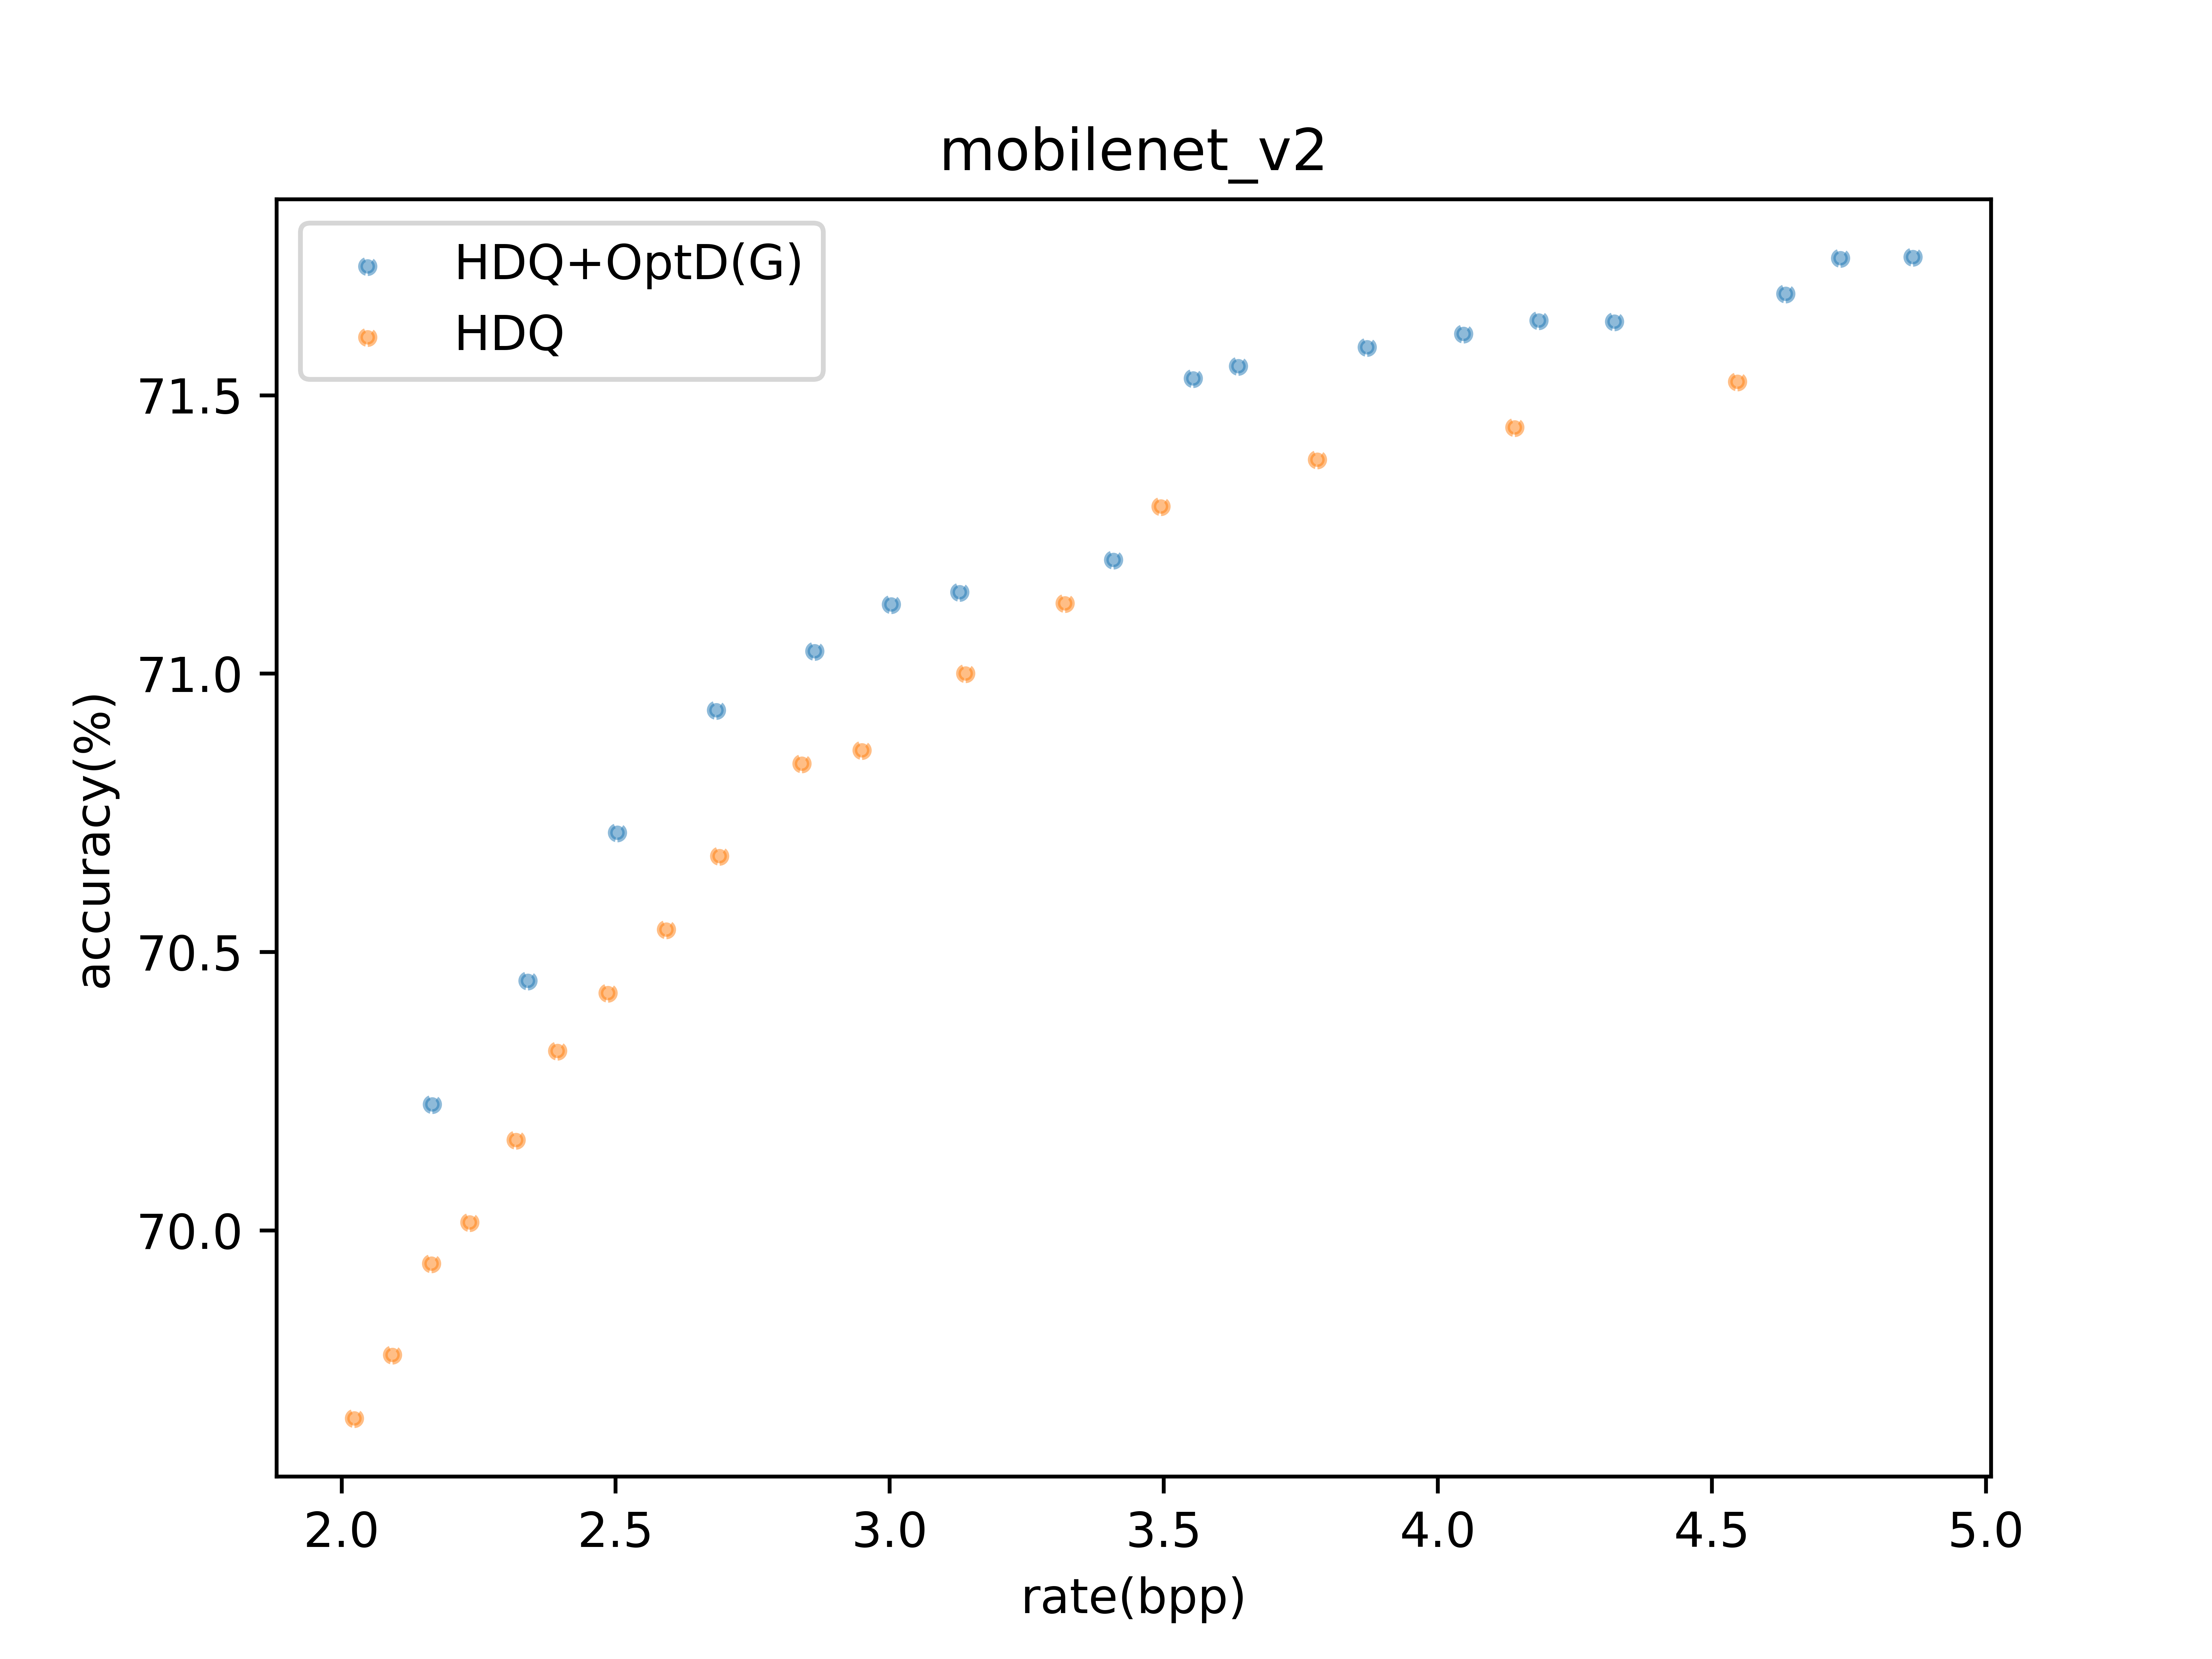 mobilenet_v2
HDQ+OptD(G)
HDQ
accuracy(%)
71.5
71.0
70.5
70.0
2.0 2.5 3.0 3.5 4.0 4.5 5.0
rate(bpp)